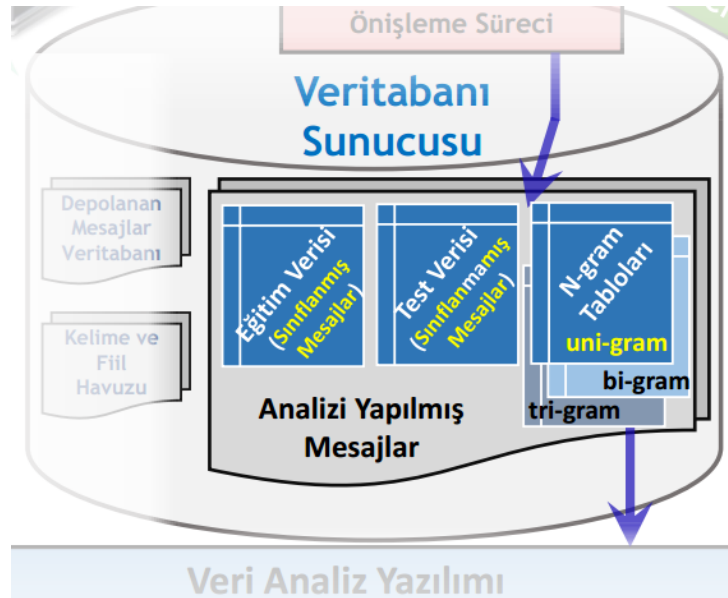 Önişleme Süreci
Veritabanı
Sunucusu
Depolanan
Mesajlar
Veritabanı
Kelime ve
Fiil
Havuzu
Eğitim Verisi
(Sınıflanmış
Mesajlar)
Test Verisi
(Sınıflanmamış
Mesajlar)
N-gram
Tabloları
uni-gram
bi-gram
tri-gram
Analizi Yapılmış
Mesajlar
Veri Analiz Yazılımı